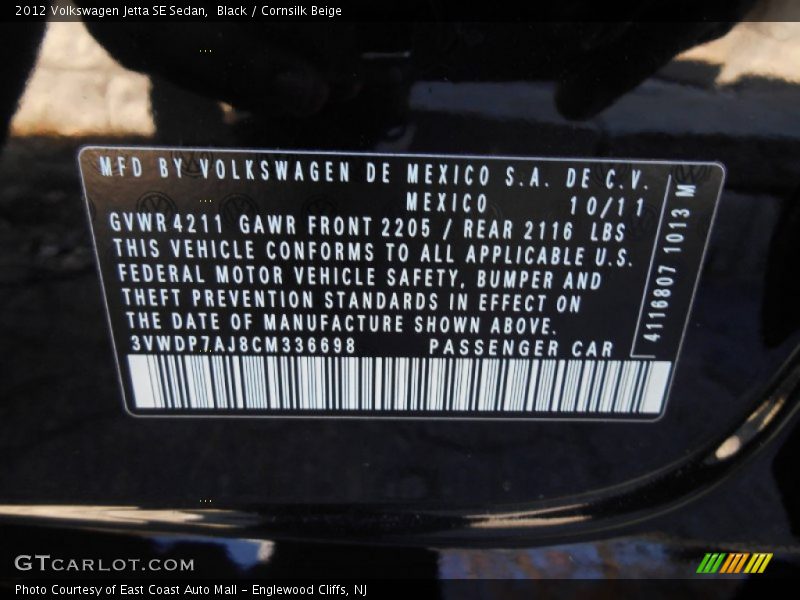 2012 Volkswagen Jetta SE Sedan, Black / Cornsilk Beige
MFD BY VOLKSWAGEN DE MEXICO S.A. DE C.V.
MEXICO 10/11
GVWR 4211 GAWR FRONT 2205 / REAR 2116 LBS
THIS VEHICLE CONFORMS TO ALL APPLICABLE U.S.
FEDERAL MOTOR VEHICLE SAFETY, BUMPER AND
THEFT PREVENTION STANDARDS IN EFFECT ON
THE DATE OF MANUFACTURE SHOWN ABOVE.
3VWDP7AJ8CM336698 PASSENGER CAR
4116807 1013 M
GTCARLOT.COM
Photo Courtesy of East Coast Auto Mall - Englewood Cliffs, NJ